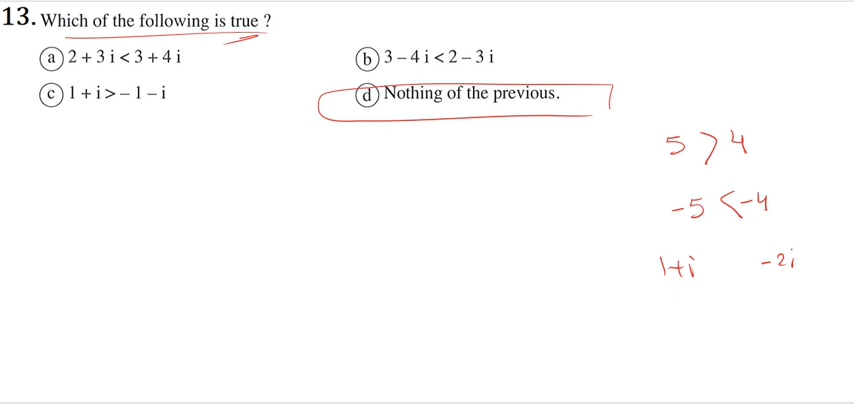 13. Which of the following is true ?
a 2 + 3 i < 3 + 4 i
b 3 – 4 i < 2 – 3 i
c 1 + i > – 1 – i
d Nothing of the previous.
5 > 4
-5 < -4
1+i -2i